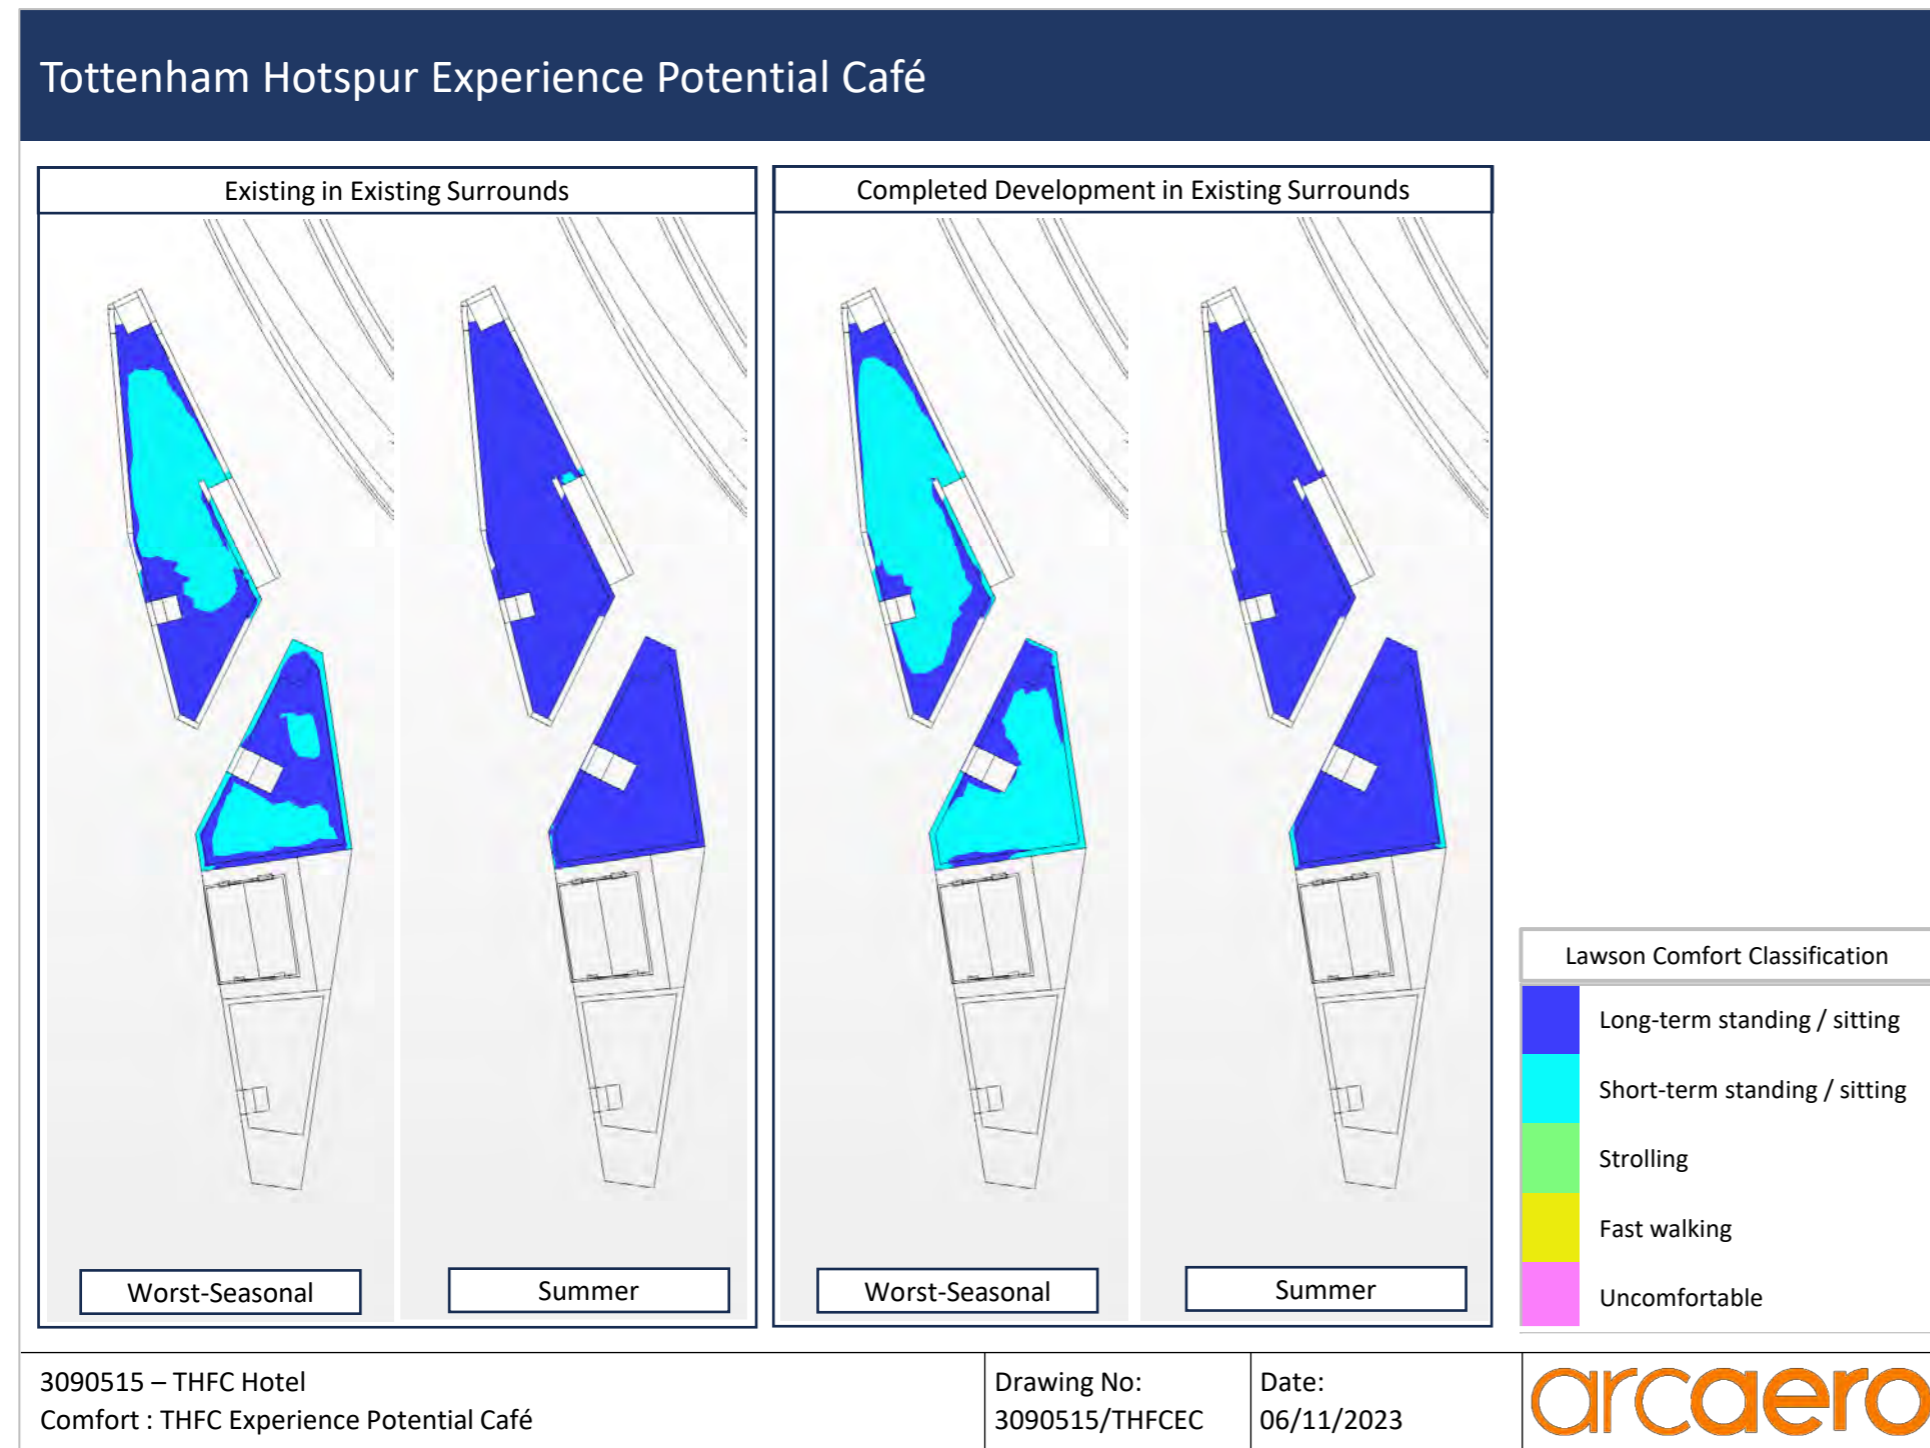 Tottenham Hotspur Experience Potential Café
Existing in Existing Surrounds
Completed Development in Existing Surrounds
Worst-Seasonal
Summer
Worst-Seasonal
Summer
Lawson Comfort Classification
Long-term standing / sitting
Short-term standing / sitting
Strolling
Fast walking
Uncomfortable
3090515 – THFC Hotel
Comfort : THFC Experience Potential Café
Drawing No:
3090515/THFCEC
Date:
06/11/2023
arcaero